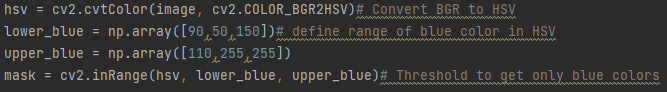 hsv = cv2.cvtColor(image, cv2.COLOR_BGR2HSV)# Convert BGR to HSV
lower_blue = np.array([90,50,150])# define range of blue color in HSV
upper_blue = np.array([110,255,255])
mask = cv2.inRange(hsv, lower_blue, upper_blue)# Threshold to get only blue colors